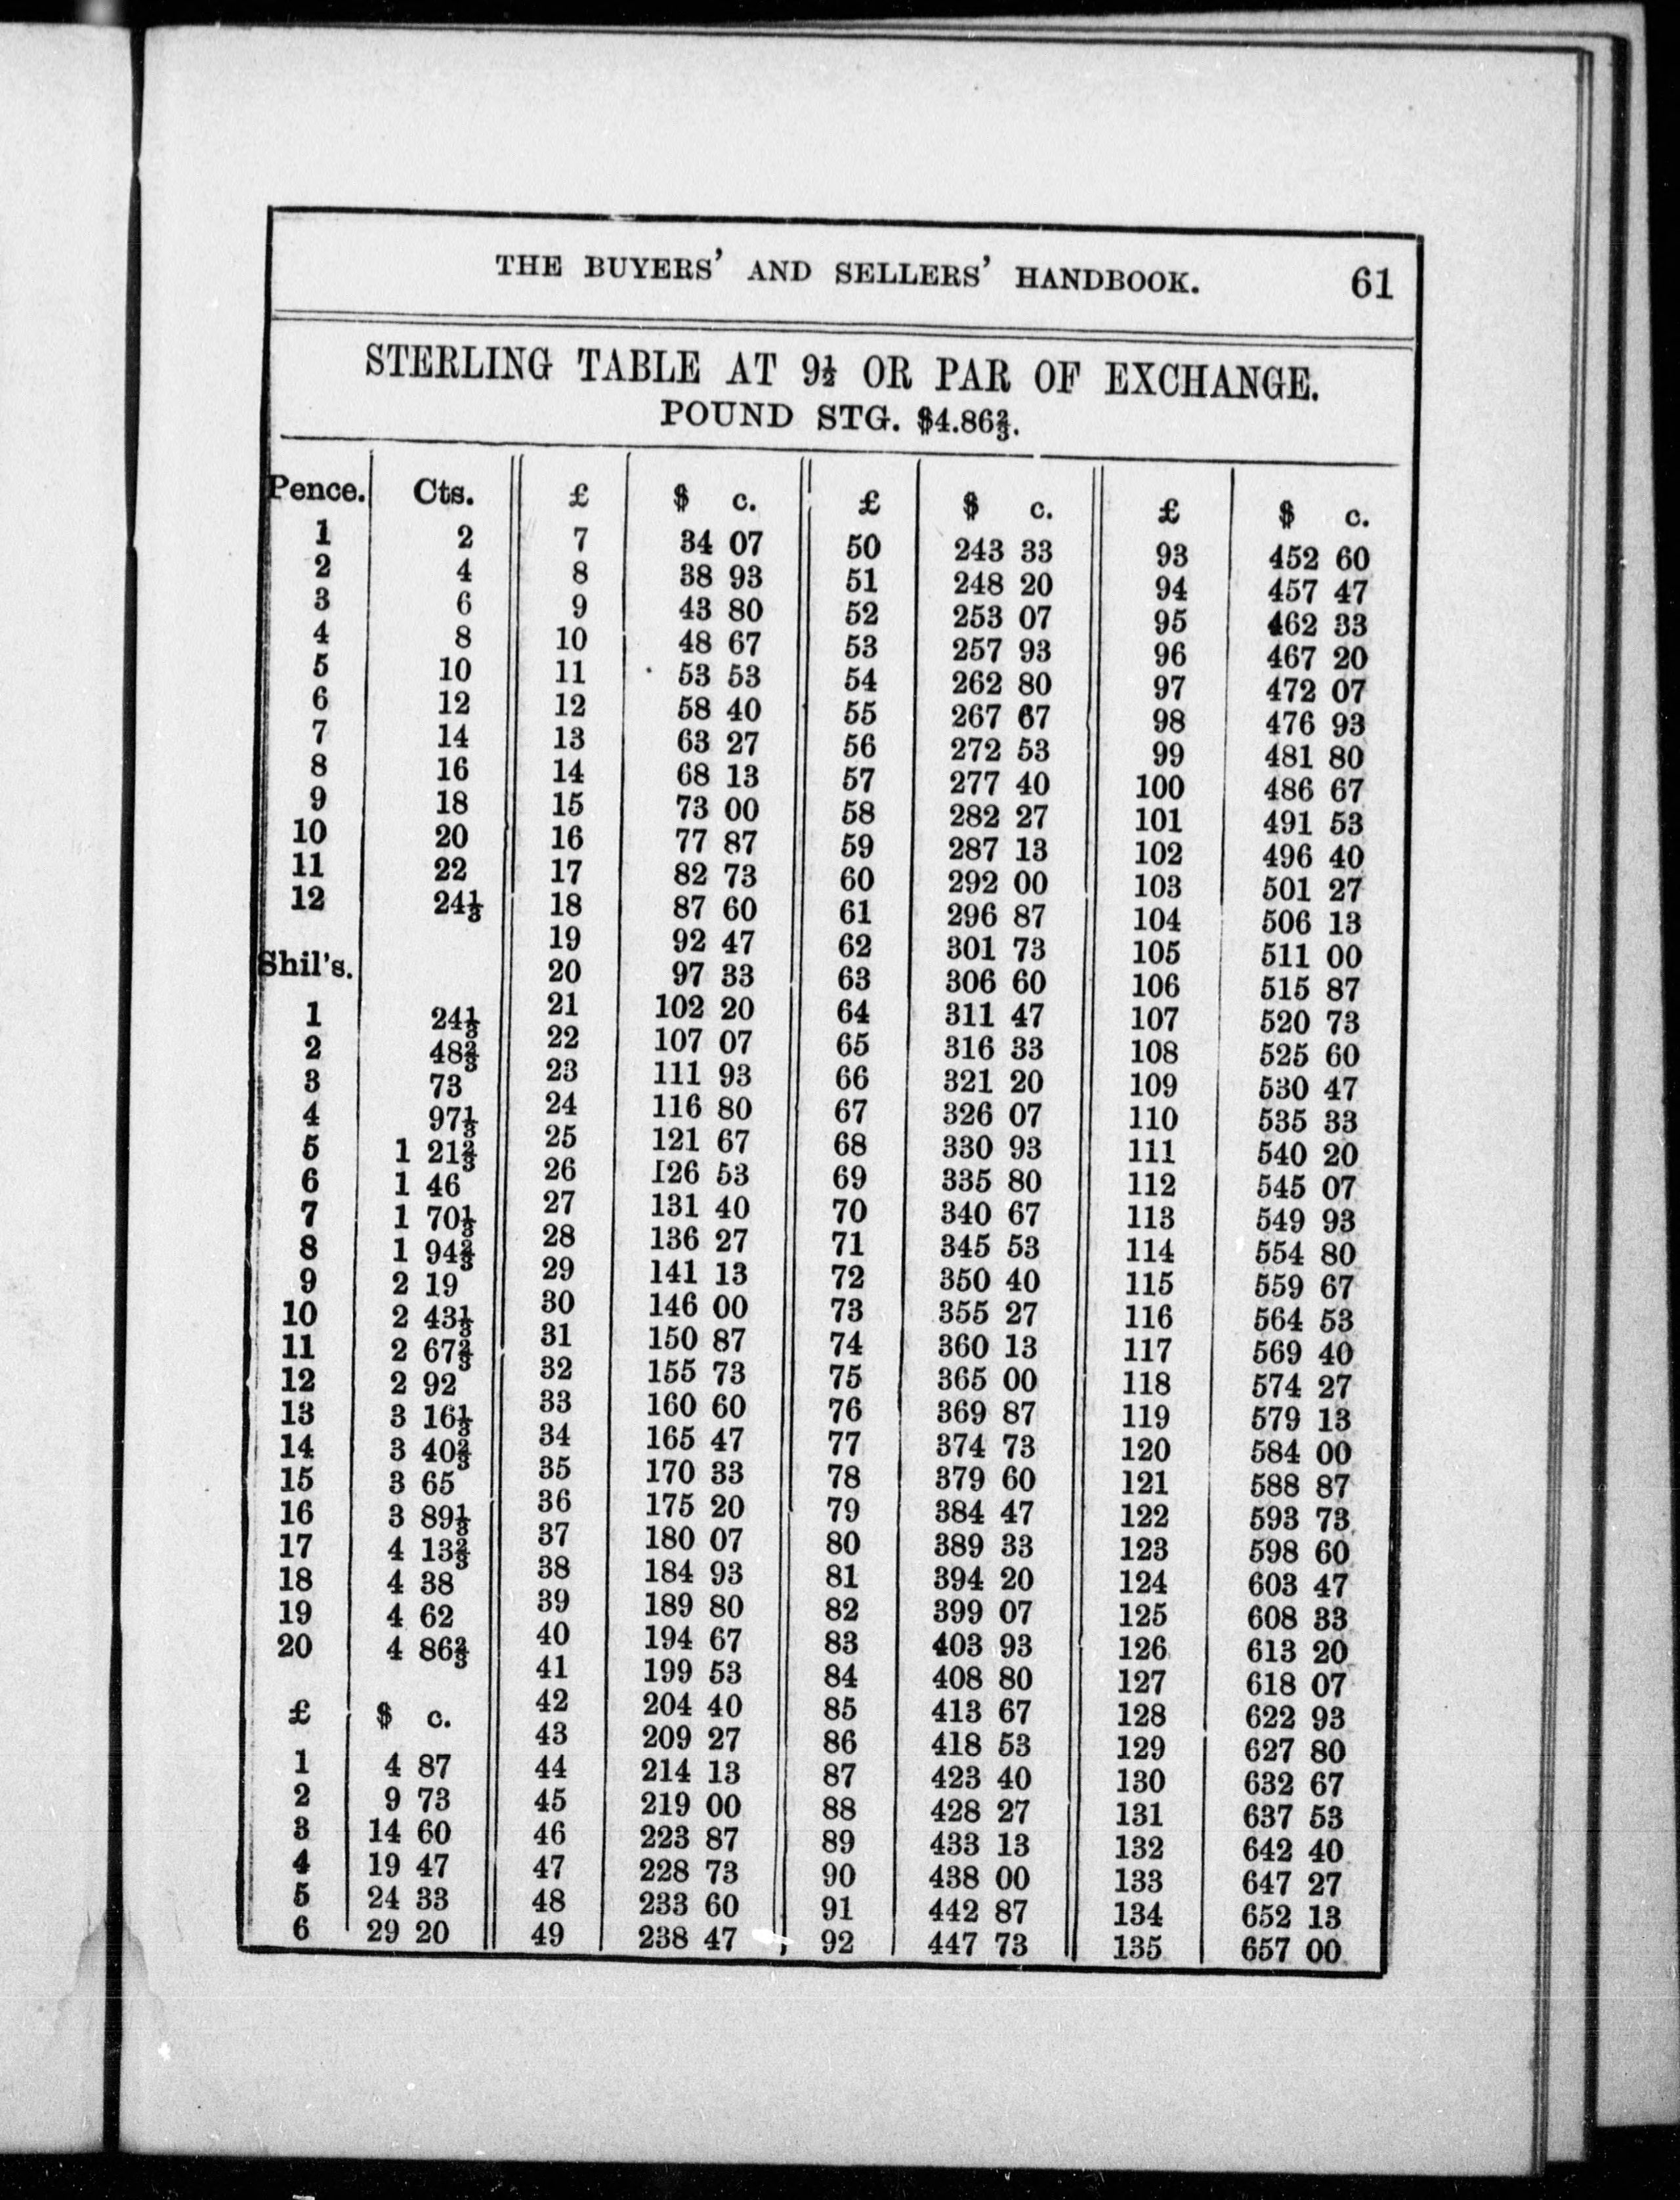 THE BUYERS' AND SELLERS' HANDBOOK. 61
STERLING TABLE AT 9½ OR PAR OF EXCHANGE.
POUND STG. $4.86⅔.
Pence. Cts.
1 2
2 4
3 6
4 8
5 10
6 12
7 14
8 16
9 18
10 20
11 22
12 24⅓
Shil's.
1 24⅓
2 48⅔
3 73
4 97⅓
5 1 21⅔
6 1 46
7 1 70⅓
8 1 94⅔
9 2 19
10 2 43⅓
11 2 67⅔
12 2 92
13 3 16⅓
14 3 40⅔
15 3 65
16 3 89⅓
17 4 13⅔
18 4 38
19 4 62
20 4 86⅔
£ $ c.
1 4 87
2 9 73
3 14 60
4 19 47
5 24 33
6 29 20
£ $ c.
7 34 07
8 38 93
9 43 80
10 48 67
11 53 53
12 58 40
13 63 27
14 68 13
15 73 00
16 77 87
17 82 73
18 87 60
19 92 47
20 97 33
21 102 20
22 107 07
23 111 93
24 116 80
25 121 67
26 126 53
27 131 40
28 136 27
29 141 13
30 146 00
31 150 87
32 155 73
33 160 60
34 165 47
35 170 33
36 175 20
37 180 07
38 184 93
39 189 80
40 194 67
41 199 53
42 204 40
43 209 27
44 214 13
45 219 00
46 223 87
47 228 73
48 233 60
49 238 47
£ $ c.
50 243 33
51 248 20
52 253 07
53 257 93
54 262 80
55 267 67
56 272 53
57 277 40
58 282 27
59 287 13
60 292 00
61 296 87
62 301 73
63 306 60
64 311 47
65 316 33
66 321 20
67 326 07
68 330 93
69 335 80
70 340 67
71 345 53
72 350 40
73 355 27
74 360 13
75 365 00
76 369 87
77 374 73
78 379 60
79 384 47
80 389 33
81 394 20
82 399 07
83 403 93
84 408 80
85 413 67
86 418 53
87 423 40
88 428 27
89 433 13
90 438 00
91 442 87
92 447 73
£ $ c.
93 452 60
94 457 47
95 462 33
96 467 20
97 472 07
98 476 93
99 481 80
100 486 67
101 491 53
102 496 40
103 501 27
104 506 13
105 511 00
106 515 87
107 520 73
108 525 60
109 530 47
110 535 33
111 540 20
112 545 07
113 549 93
114 554 80
115 559 67
116 564 53
117 569 40
118 574 27
119 579 13
120 584 00
121 588 87
122 593 73
123 598 60
124 603 47
125 608 33
126 613 20
127 618 07
128 622 93
129 627 80
130 632 67
131 637 53
132 642 40
133 647 27
134 652 13
135 657 00